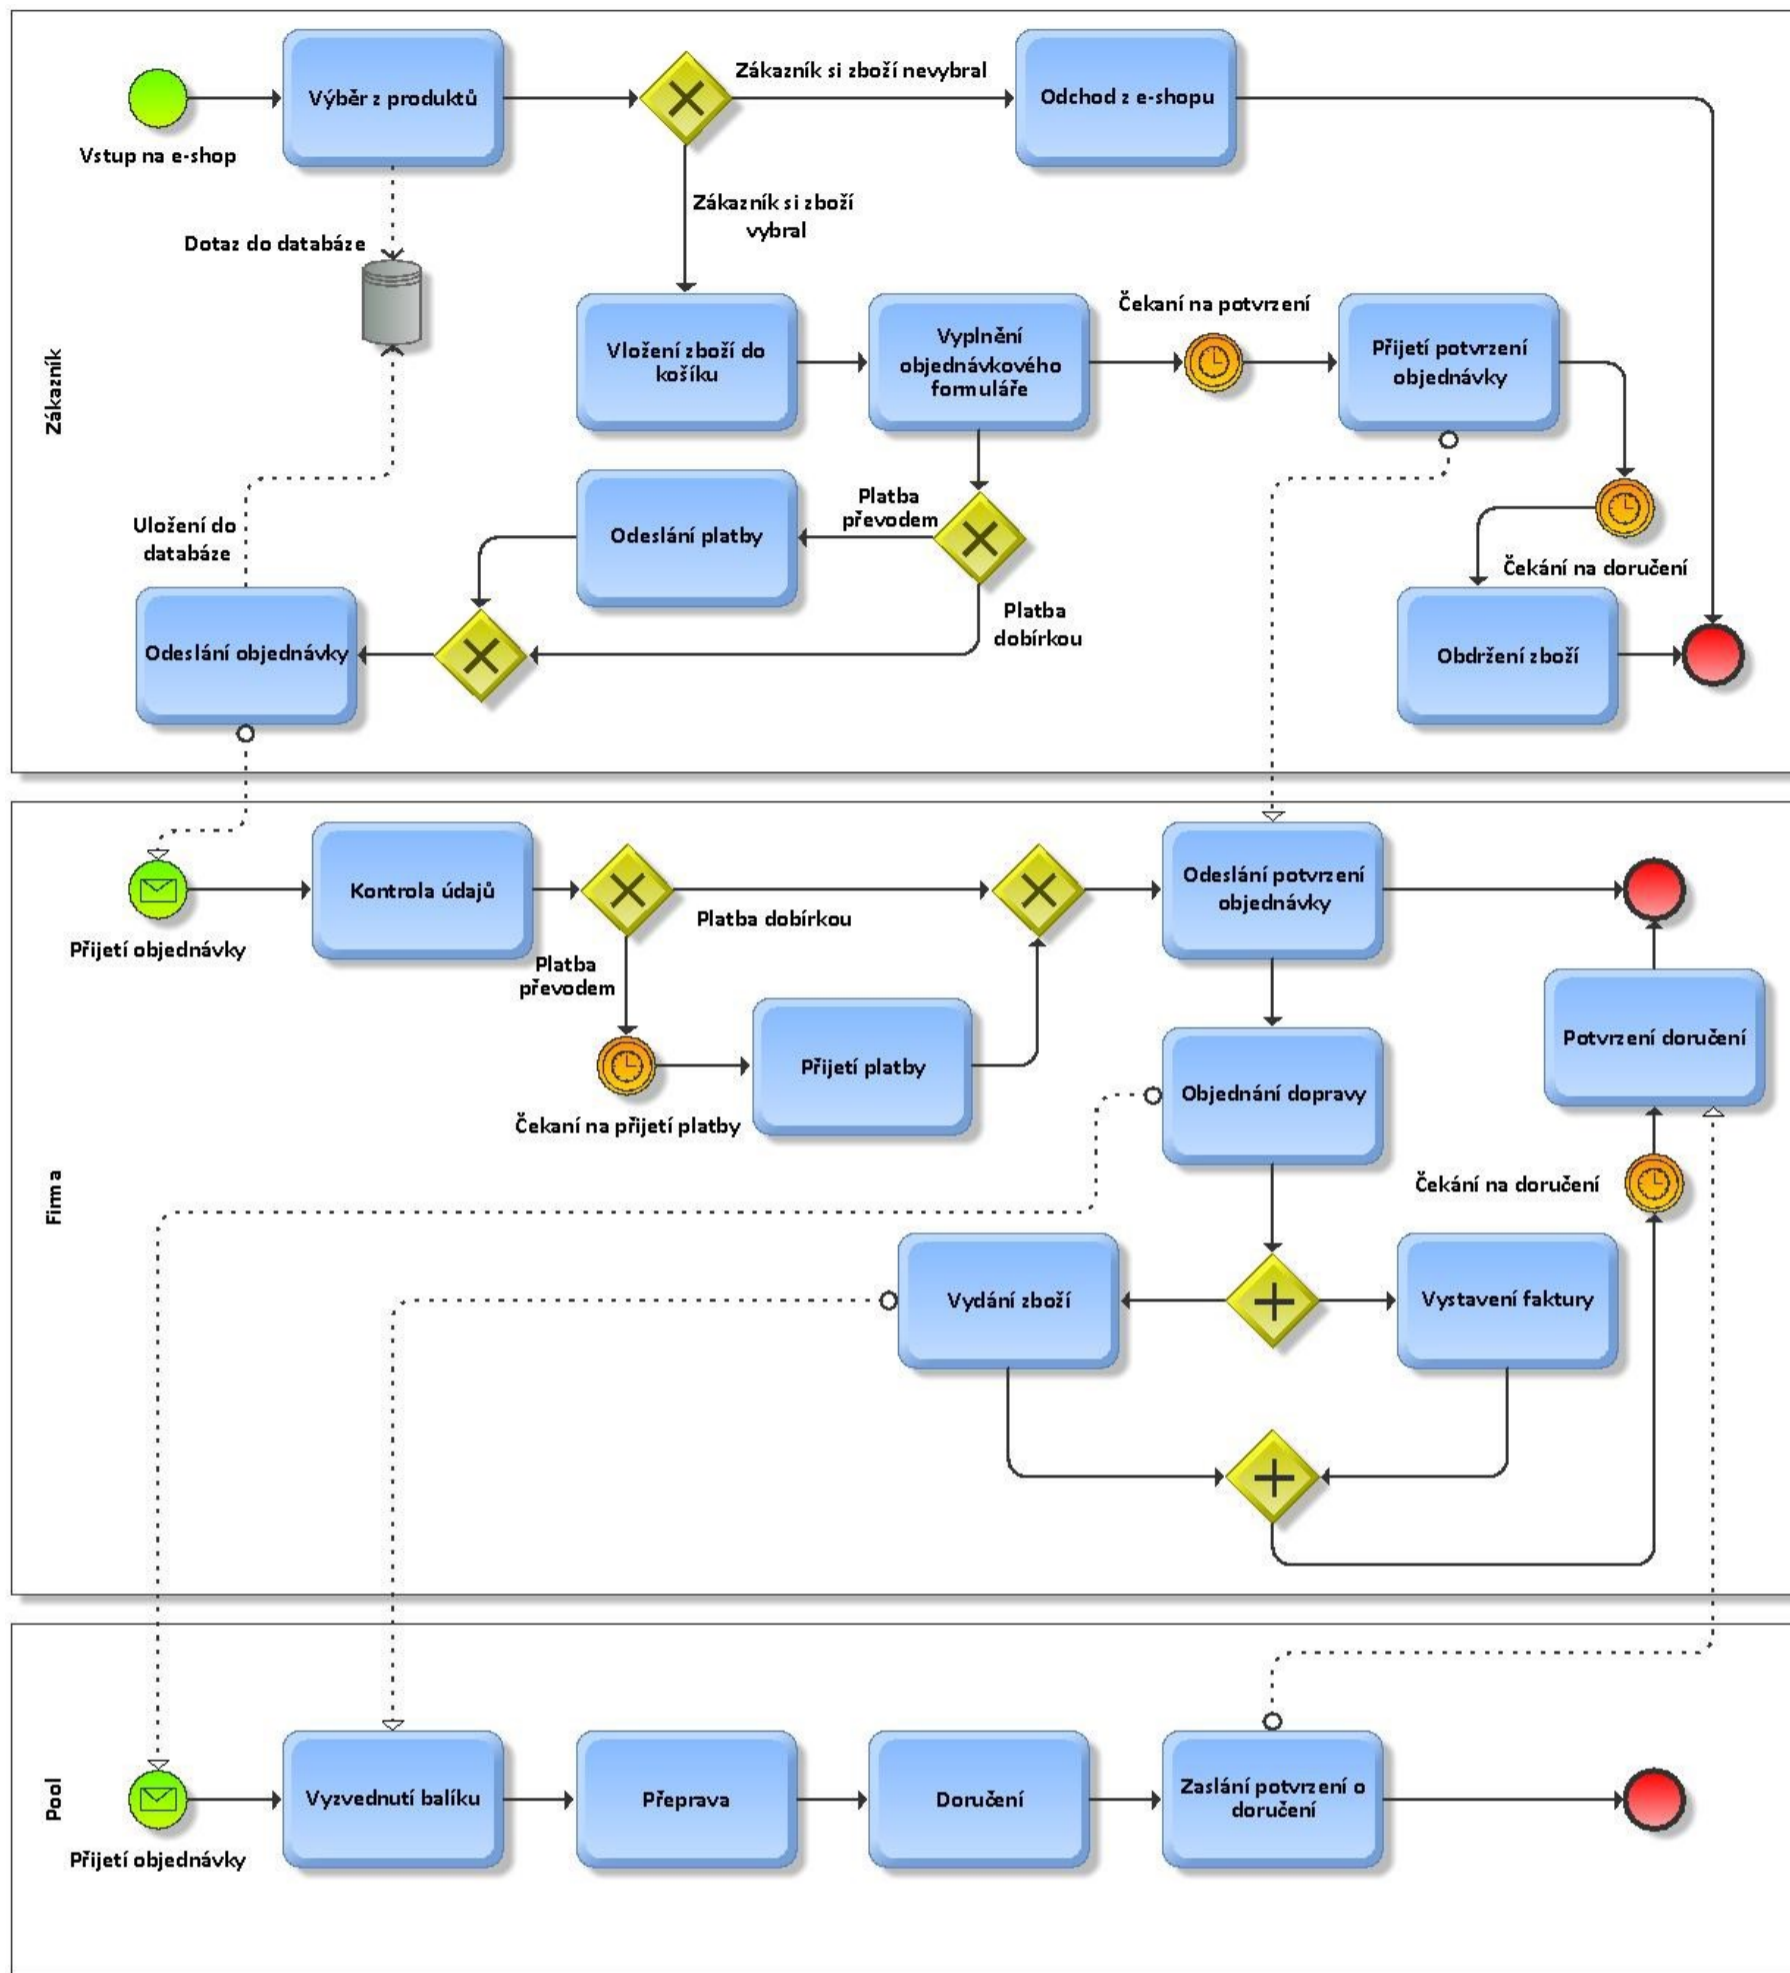 Zákazník
Vstup na e-shop
Výběr z produktů
Zákazník si zboží nevybral
Odchod z e-shopu
Zákazník si zboží
vybral
Dotaz do databáze
Vložení zboží do
košíku
Vyplnění
objednávkového
formuláře
Čekaní na potvrzení
Přijetí potvrzení
objednávky
Odeslání platby
Platba
převodem
Platba
dobírkou
Uložení do
databáze
Odeslání objednávky
Čekání na doručení
Obdržení zboží
Firma
Přijetí objednávky
Kontrola údajů
Platba dobírkou
Platba
převodem
Čekaní na přijetí platby
Přijetí platby
Odeslání potvrzení
objednávky
Objednání dopravy
Potvrzení doručení
Čekání na doručení
Vydání zboží
Vystavení faktury
Pool
Přijetí objednávky
Vyzvednutí balíku
Přeprava
Doručení
Zaslání potvrzení o
doručení